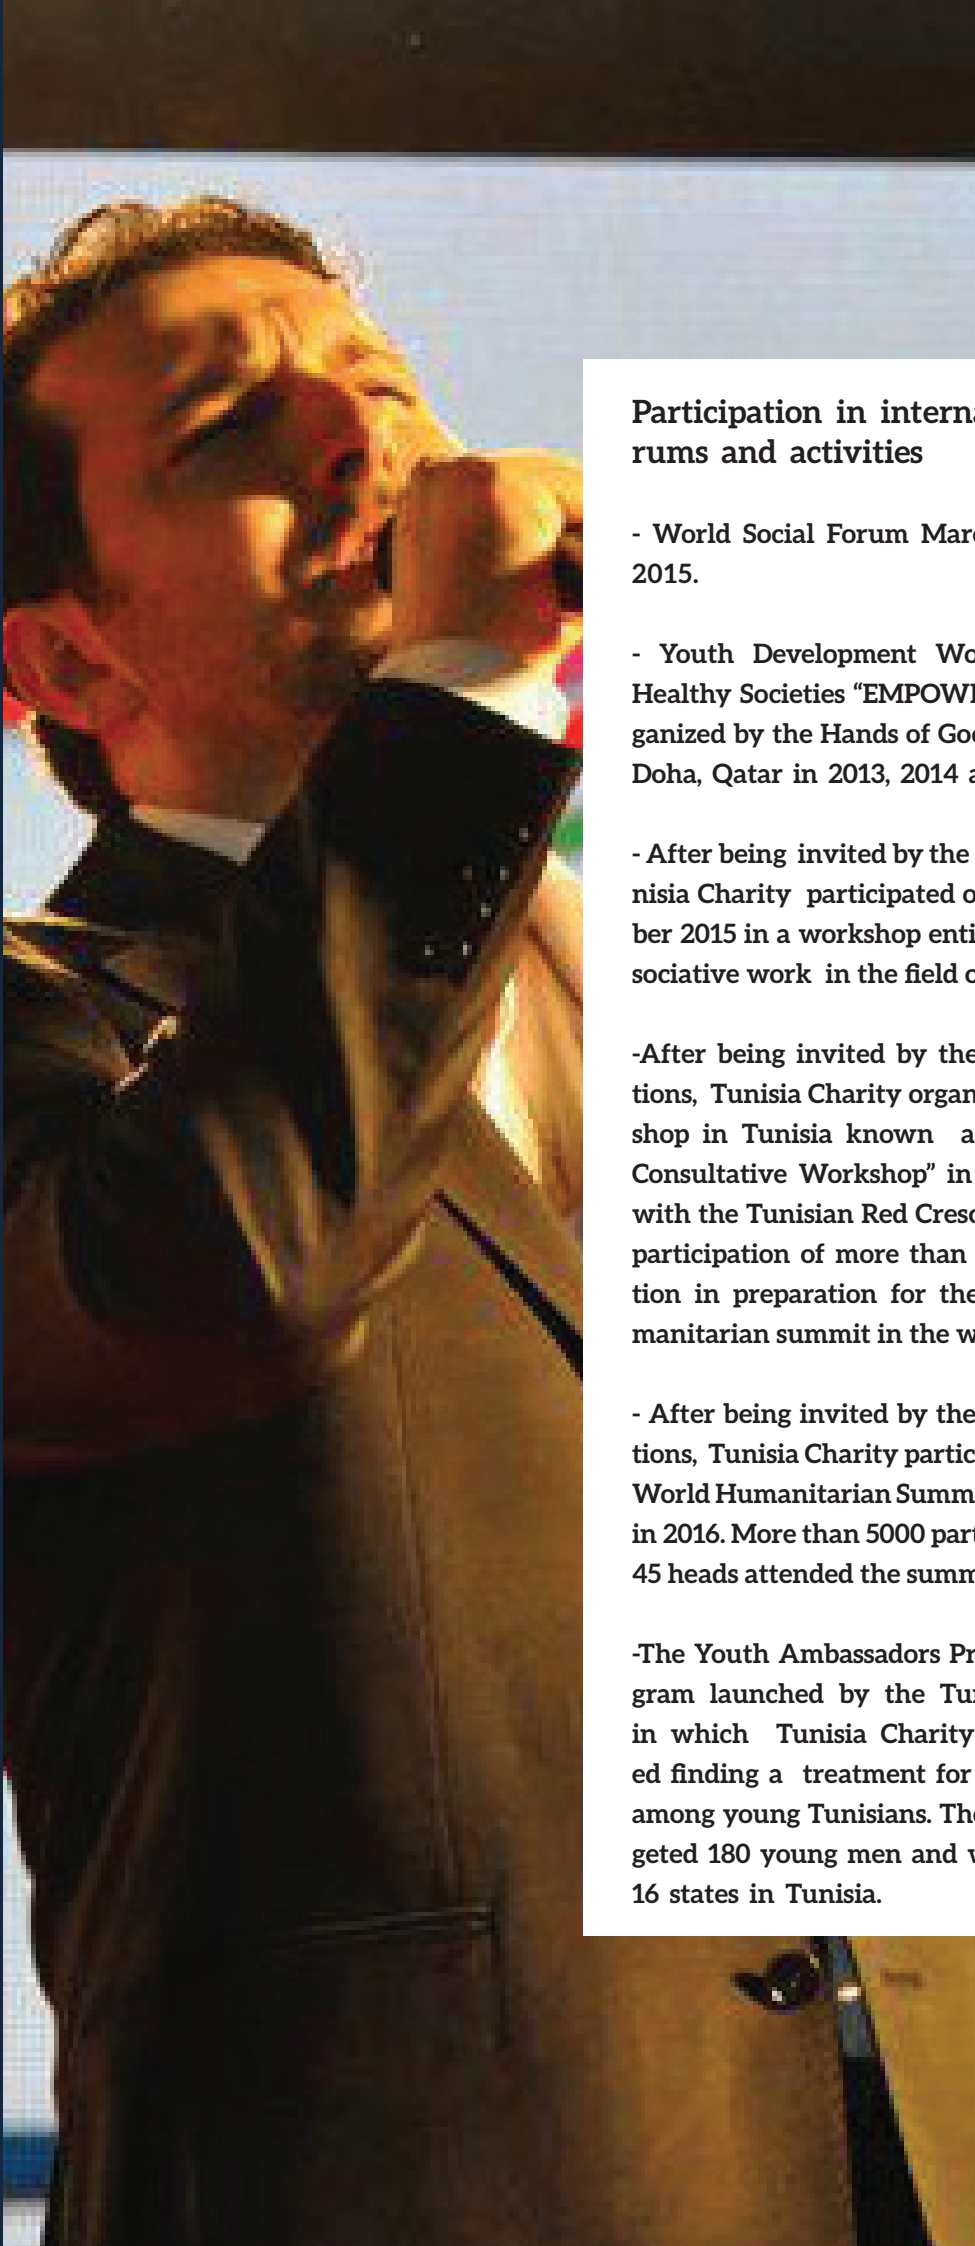 Participation in interna
rums and activities
- World Social Forum Mar
2015.
- Youth Development Wo
Healthy Societies “EMPOWE
ganized by the Hands of Goo
Doha, Qatar in 2013, 2014 a
- After being invited by the
nisia Charity participated o
ber 2015 in a workshop enti
sociative work in the field o
-After being invited by the
tions, Tunisia Charity organ
shop in Tunisia known a
Consultative Workshop” in
with the Tunisian Red Cresc
participation of more than
tion in preparation for the
manitarian summit in the w
- After being invited by the
tions, Tunisia Charity partic
World Humanitarian Summ
in 2016. More than 5000 part
45 heads attended the summ
-The Youth Ambassadors Pr
gram launched by the Tun
in which Tunisia Charity
ed finding a treatment for
among young Tunisians. The
geted 180 young men and w
16 states in Tunisia.